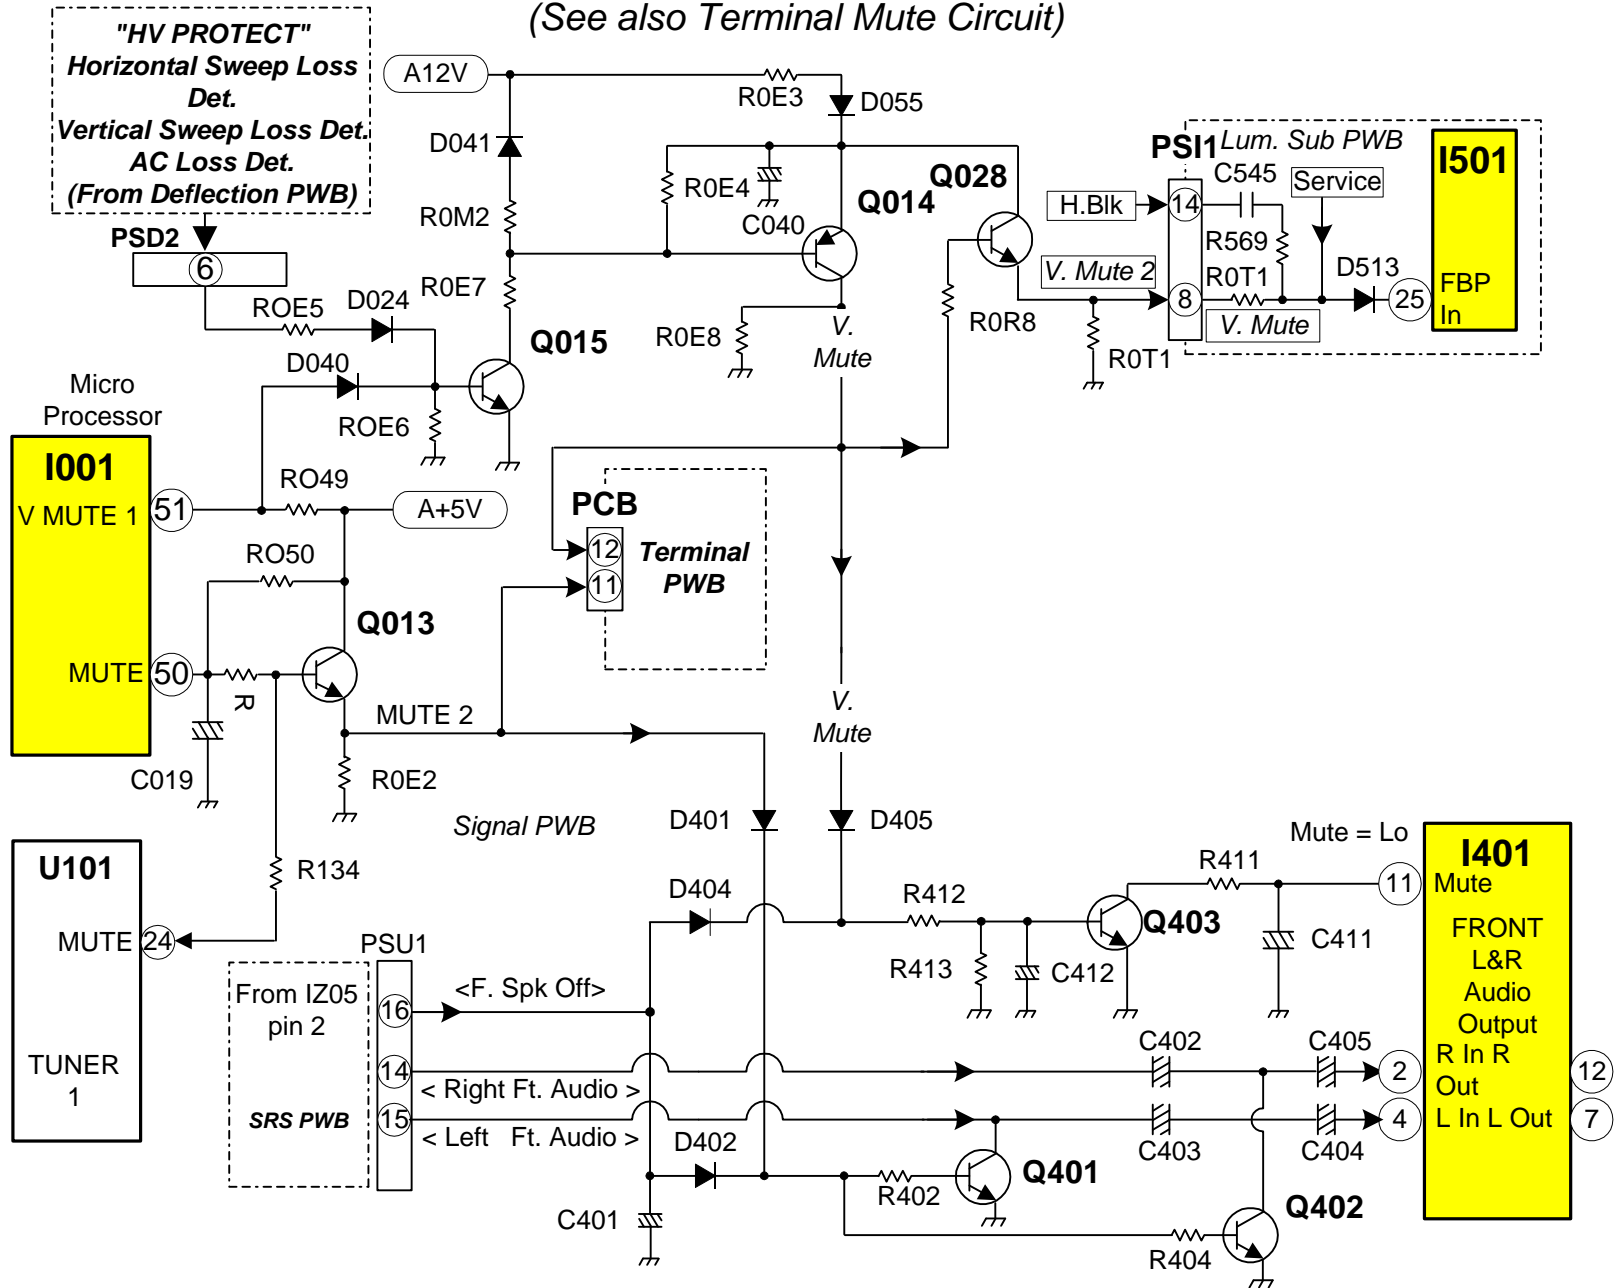 (See also Terminal Mute Circuit)
"HV PROTECT"
Horizontal Sweep Loss
Det.
Vertical Sweep Loss Det.
AC Loss Det.
(From Deflection PWB)
PSD2
6
A12V
R0E3
D055
D041
R0M2
R0E4
C040
Q014
Q028
R0E7
ROE5
D024
D040
ROE6
Q015
R0E8
V.
Mute
R0R8
H.Blk
V. Mute 2
R0T1
PSI1
Lum. Sub PWB
14
8
C545
R569
R0T1
V. Mute
Service
D513
25
I501
FBP
In
Micro
Processor
I001
V MUTE 1
51
RO49
A+5V
RO50
MUTE
50
R
Q013
C019
R0E2
MUTE 2
PCB
12
11
Terminal
PWB
V.
Mute
Signal PWB
D401
D405
U101
MUTE
24
TUNER
1
R134
D404
R412
R413
C412
Q403
R411
C411
Mute = Lo
11
I401
Mute
FRONT
L&R
Audio
Output
R In R
Out
L In L Out
2
4
12
7
PSU1
From IZ05
pin 2
SRS PWB
16
14
15
<F. Spk Off>
< Right Ft. Audio >
< Left Ft. Audio >
C402
C405
C403
C404
D402
C401
R402
Q401
R404
Q402